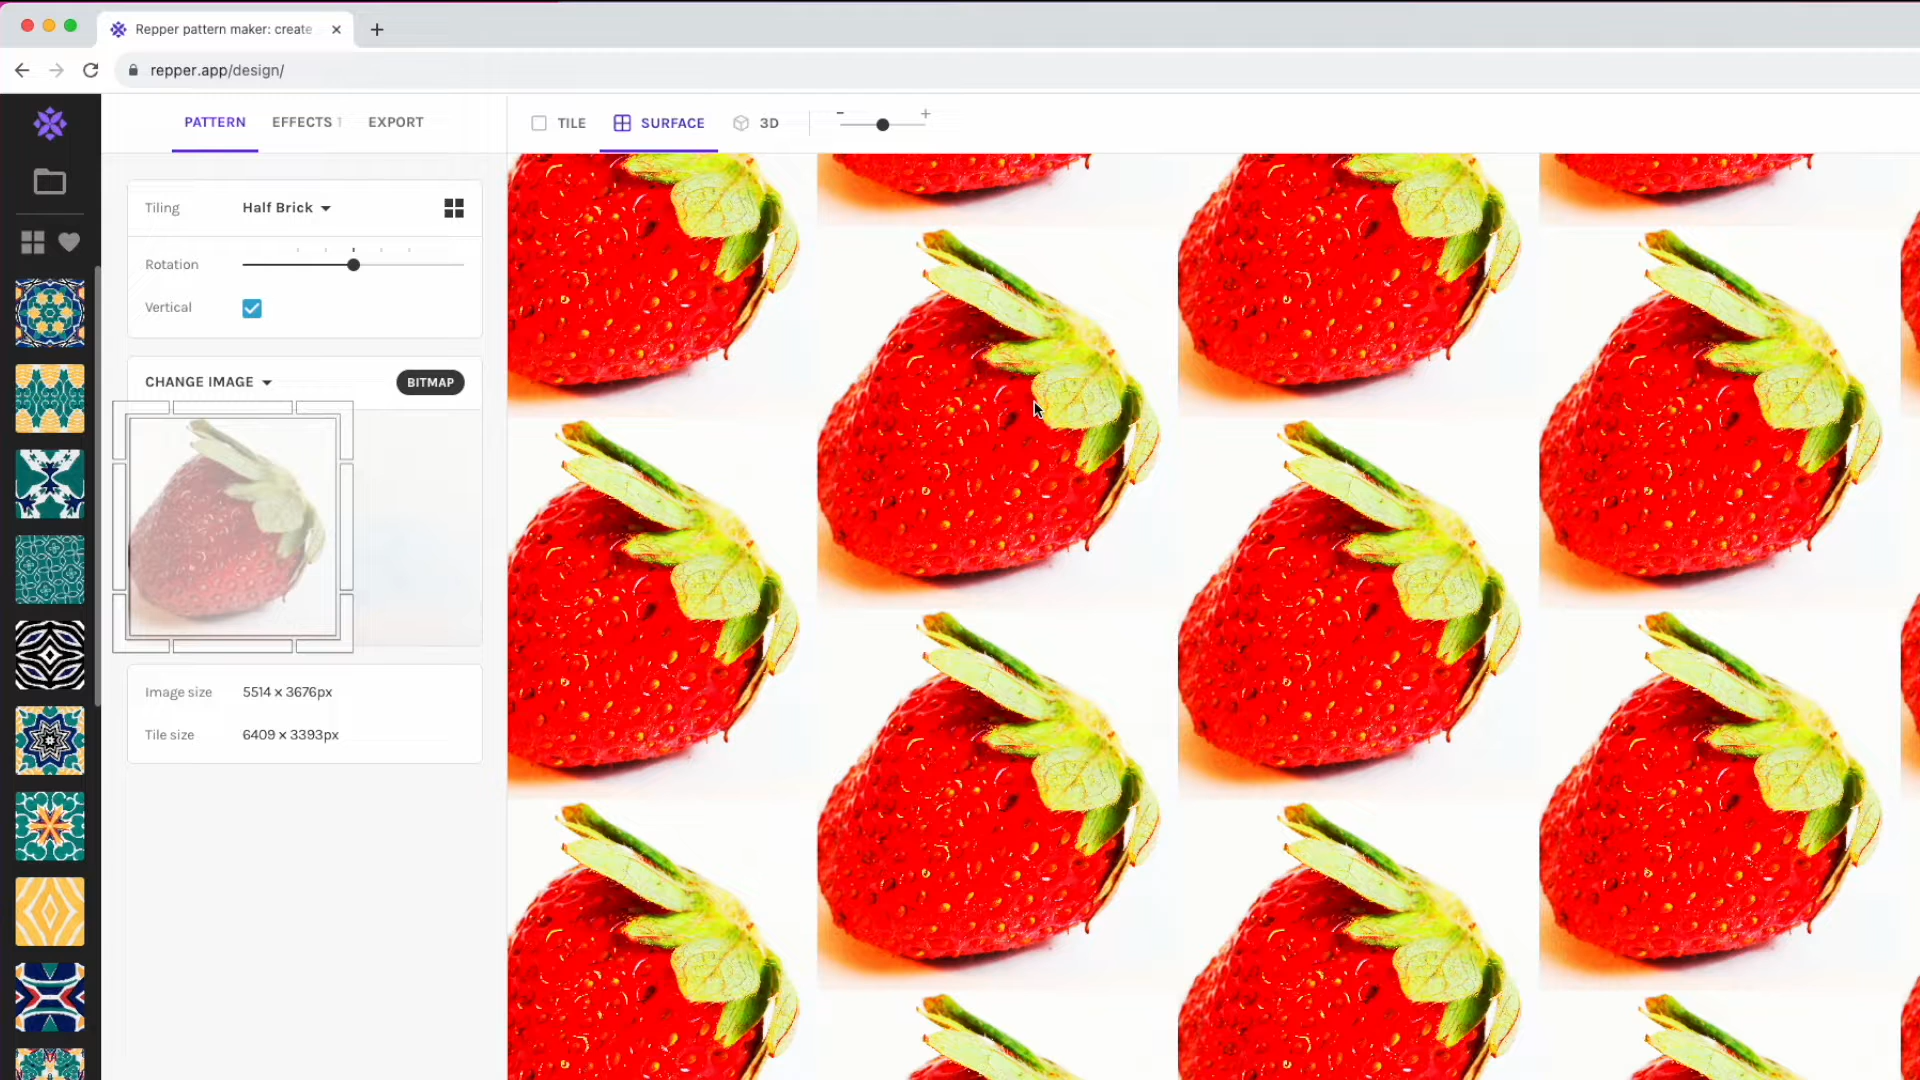 Repper pattern maker: create
repper.app/design/
PATTERN EFFECTS 1 EXPORT
TILE SURFACE 3D - +
Tiling Half Brick
Rotation
Vertical
CHANGE IMAGE BITMAP
Image size 5514 x 3676px
Tile size 6409 x 3393px